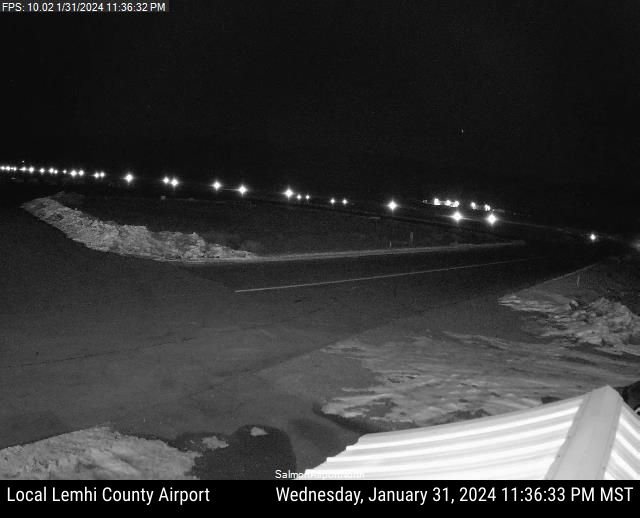 FPS: 10.02 1/31/2024 11:36:32 PM
Local Lemhi County Airport
Wednesday, January 31, 2024 11:36:33 PM MST